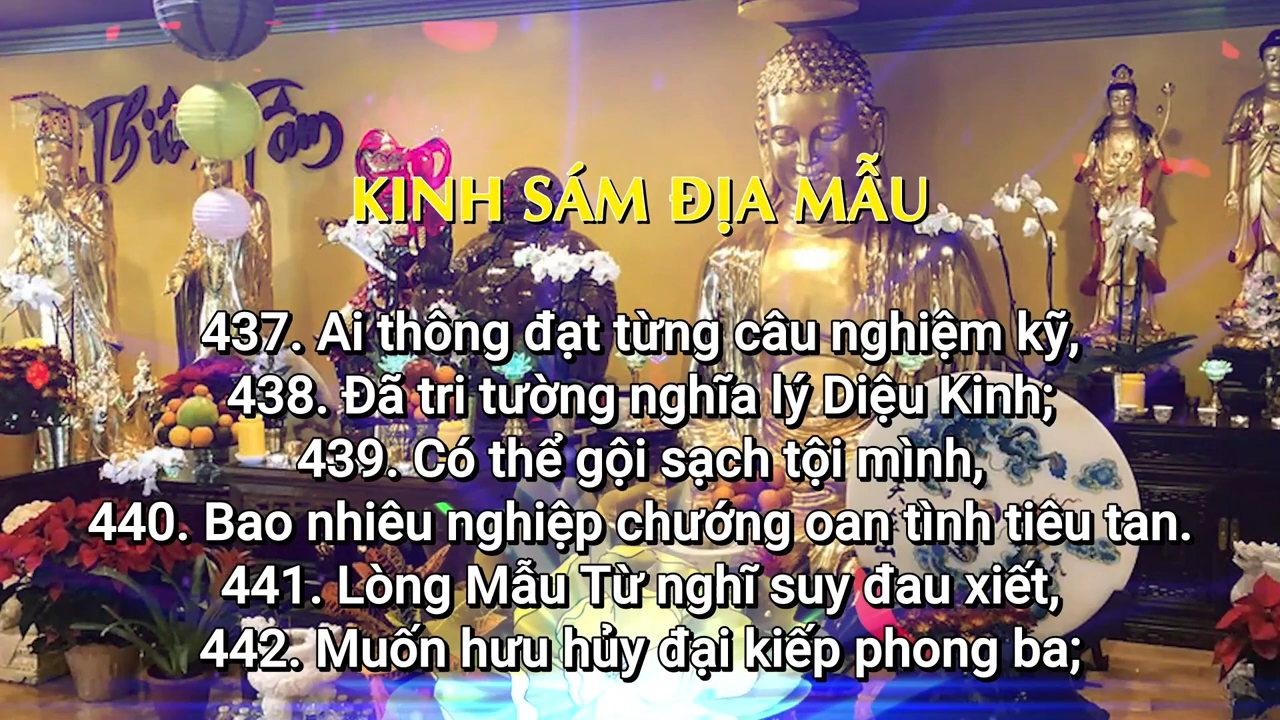 Thiên Tâm
KINH SÁM ĐỊA MẪU
437. Ai thông đạt từng câu nghiệm kỹ,
438. Đã tri tường nghĩa lý Diệu Kinh;
439. Có thể gội sạch tội mình,
440. Bao nhiêu nghiệp chướng oan tình tiêu tan.
441. Lòng Mẫu Từ nghĩ suy đau xiết,
442. Muốn hưu hủy đại kiếp phong ba;